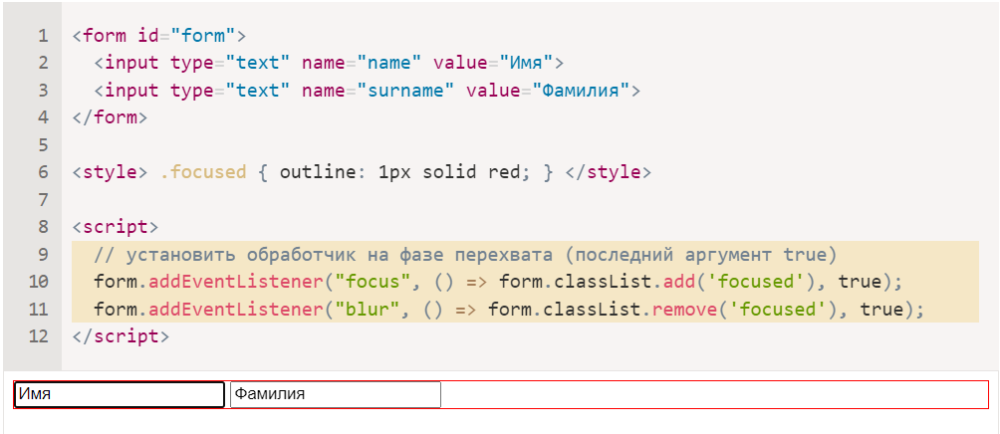 1 <form id="form">
2   <input type="text" name="name" value="Имя">
3   <input type="text" name="surname" value="Фамилия">
4 </form>
5
6 <style> .focused { outline: 1px solid red; } </style>
7
8 <script>
9   // установить обработчик на фазе перехвата (последний аргумент true)
10   form.addEventListener("focus", () => form.classList.add('focused'), true);
11   form.addEventListener("blur", () => form.classList.remove('focused'), true);
12 </script>
Имя Фамилия